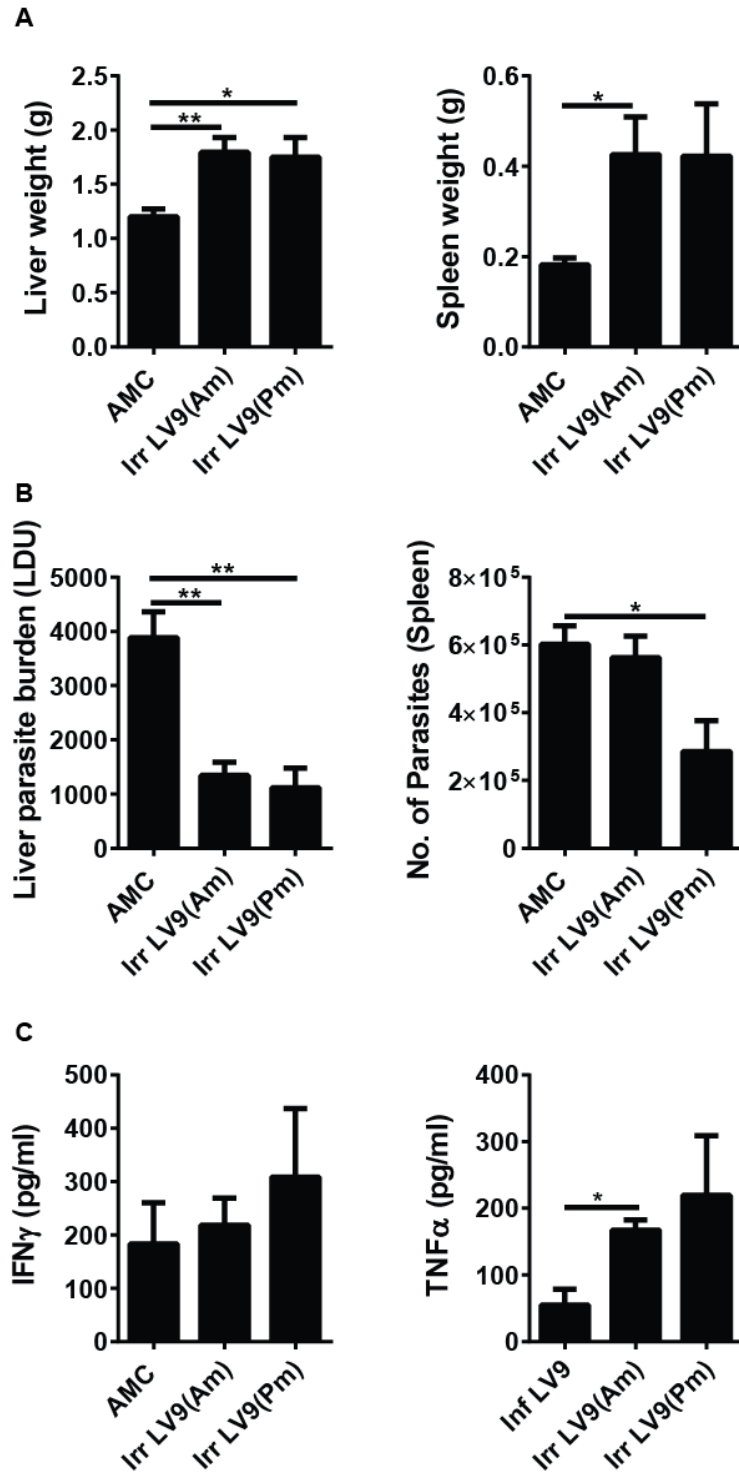 A
Liver weight (g)
2.5
2.0
1.5
1.0
0.5
0.0
*
**
AMC
Irr LV9(Am)
Irr LV9(Pm)
Spleen weight (g)
0.6
0.4
0.2
0.0
*
AMC
Irr LV9(Am)
Irr LV9(Pm)
B
Liver parasite burden (LDU)
5000
4000
3000
2000
1000
0
**
**
AMC
Irr LV9(Am)
Irr LV9(Pm)
No. of Parasites (Spleen)
8×10⁵
6×10⁵
4×10⁵
2×10⁵
0
*
AMC
Irr LV9(Am)
Irr LV9(Pm)
C
IFNγ (pg/ml)
500
400
300
200
100
0
AMC
Irr LV9(Am)
Irr LV9(Pm)
TNFα (pg/ml)
400
300
200
100
0
*
Inf LV9
Irr LV9(Am)
Irr LV9(Pm)